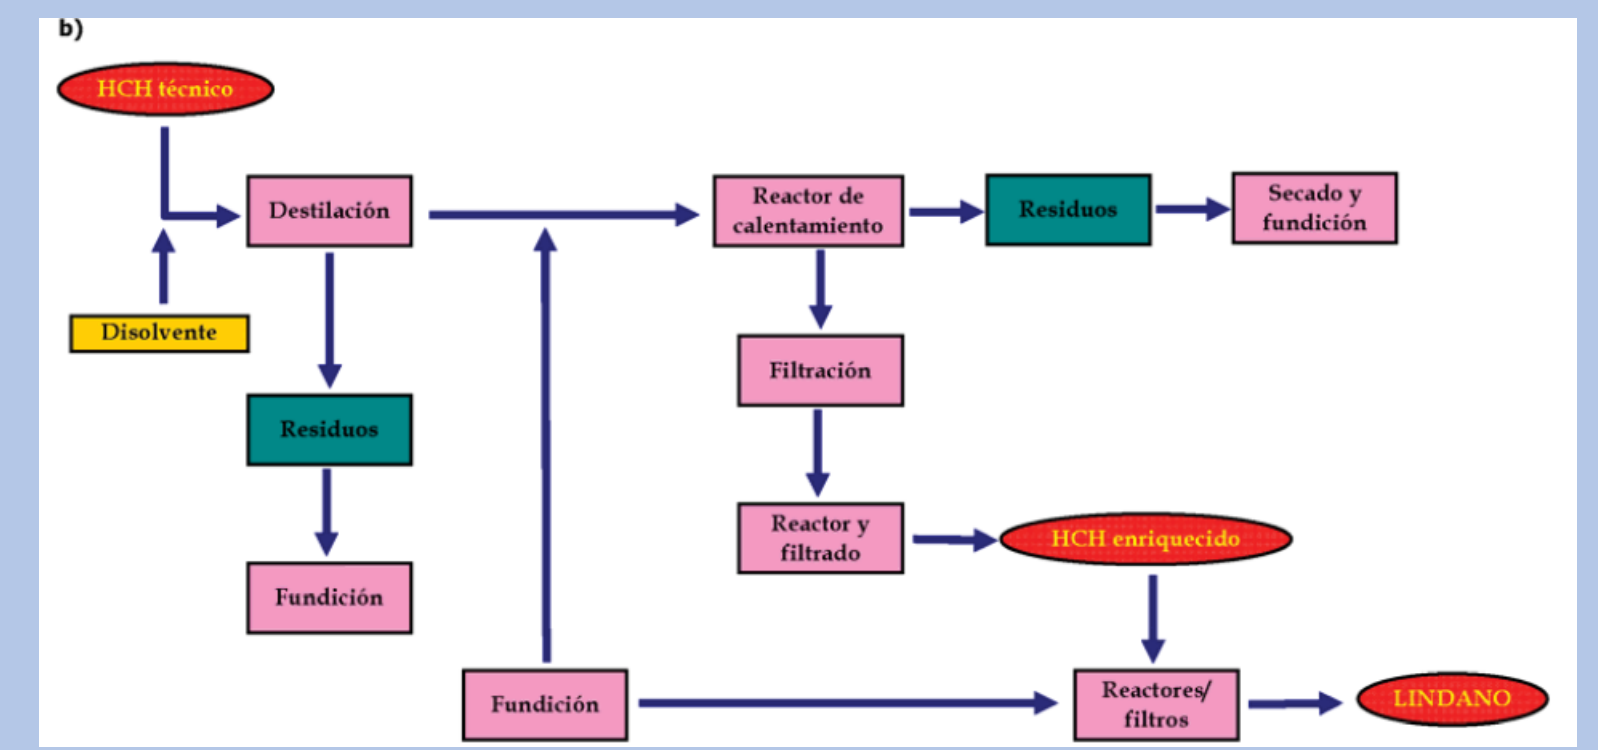 b)
HCH técnico
Destilación
Reactor de
calentamiento
Residuos
Secado y
fundición
Disolvente
Filtración
Residuos
Reactor y
filtrado
HCH enriquecido
Fundición
Fundición
Reactores/
filtros
LINDANO